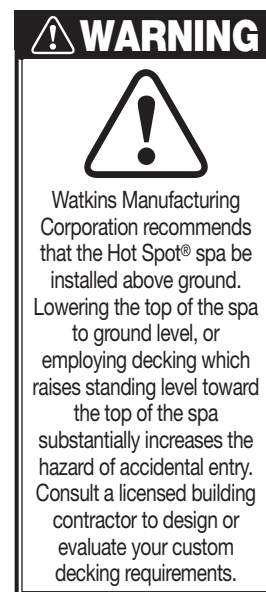 WARNING
Watkins Manufacturing
Corporation recommends
that the Hot Spot® spa be
installed above ground.
Lowering the top of the spa
to ground level, or
employing decking which
raises standing level toward
the top of the spa
substantially increases the
hazard of accidental entry.
Consult a licensed building
contractor to design or
evaluate your custom
decking requirements.